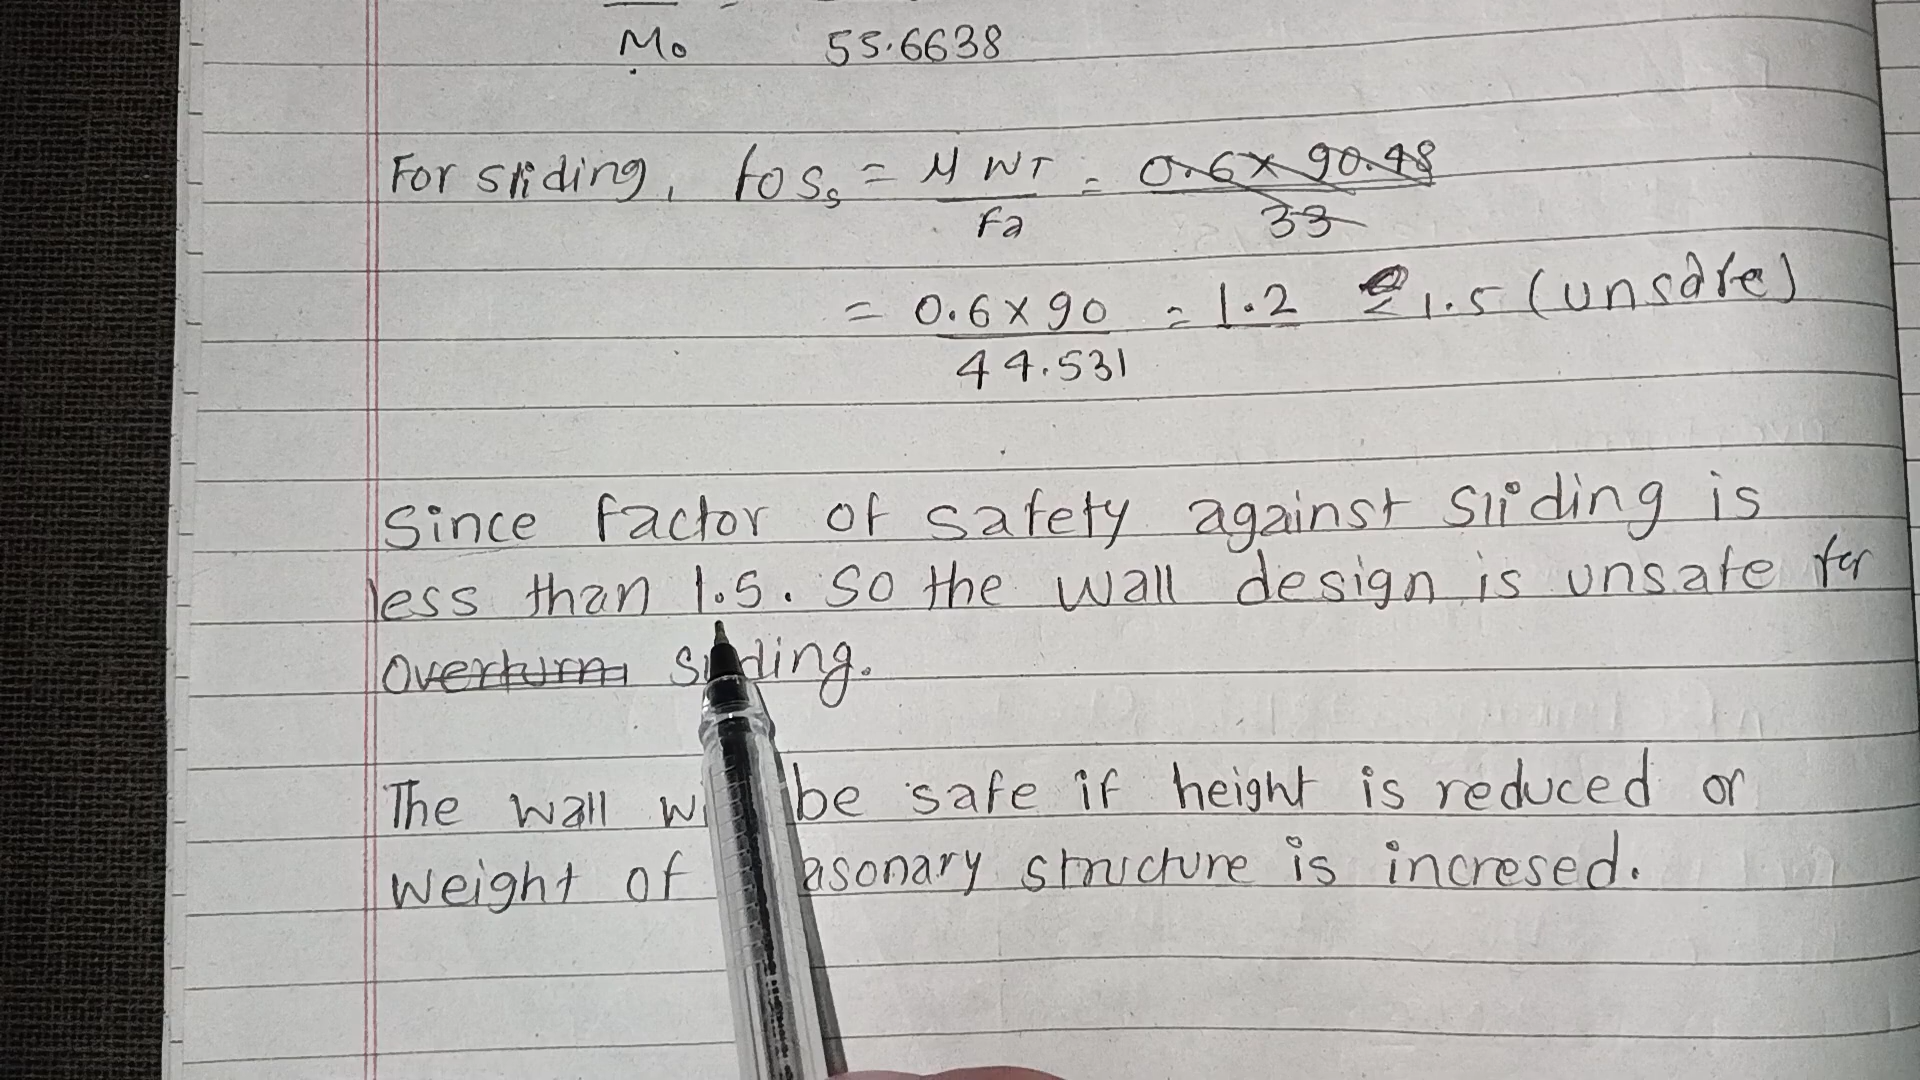 Mo 55.6638
For sliding, fOSs = μ WT / Fa = 0.6 x 90.48 / 33
= 0.6 x 90 / 44.531 = 1.2 < 1.5 (unsafe)
Since factor of safety against sliding is
less than 1.5. So the wall design is unsafe for
overturn sliding.
The wall be safe if height is reduced or
weight of asonary structure is incresed.